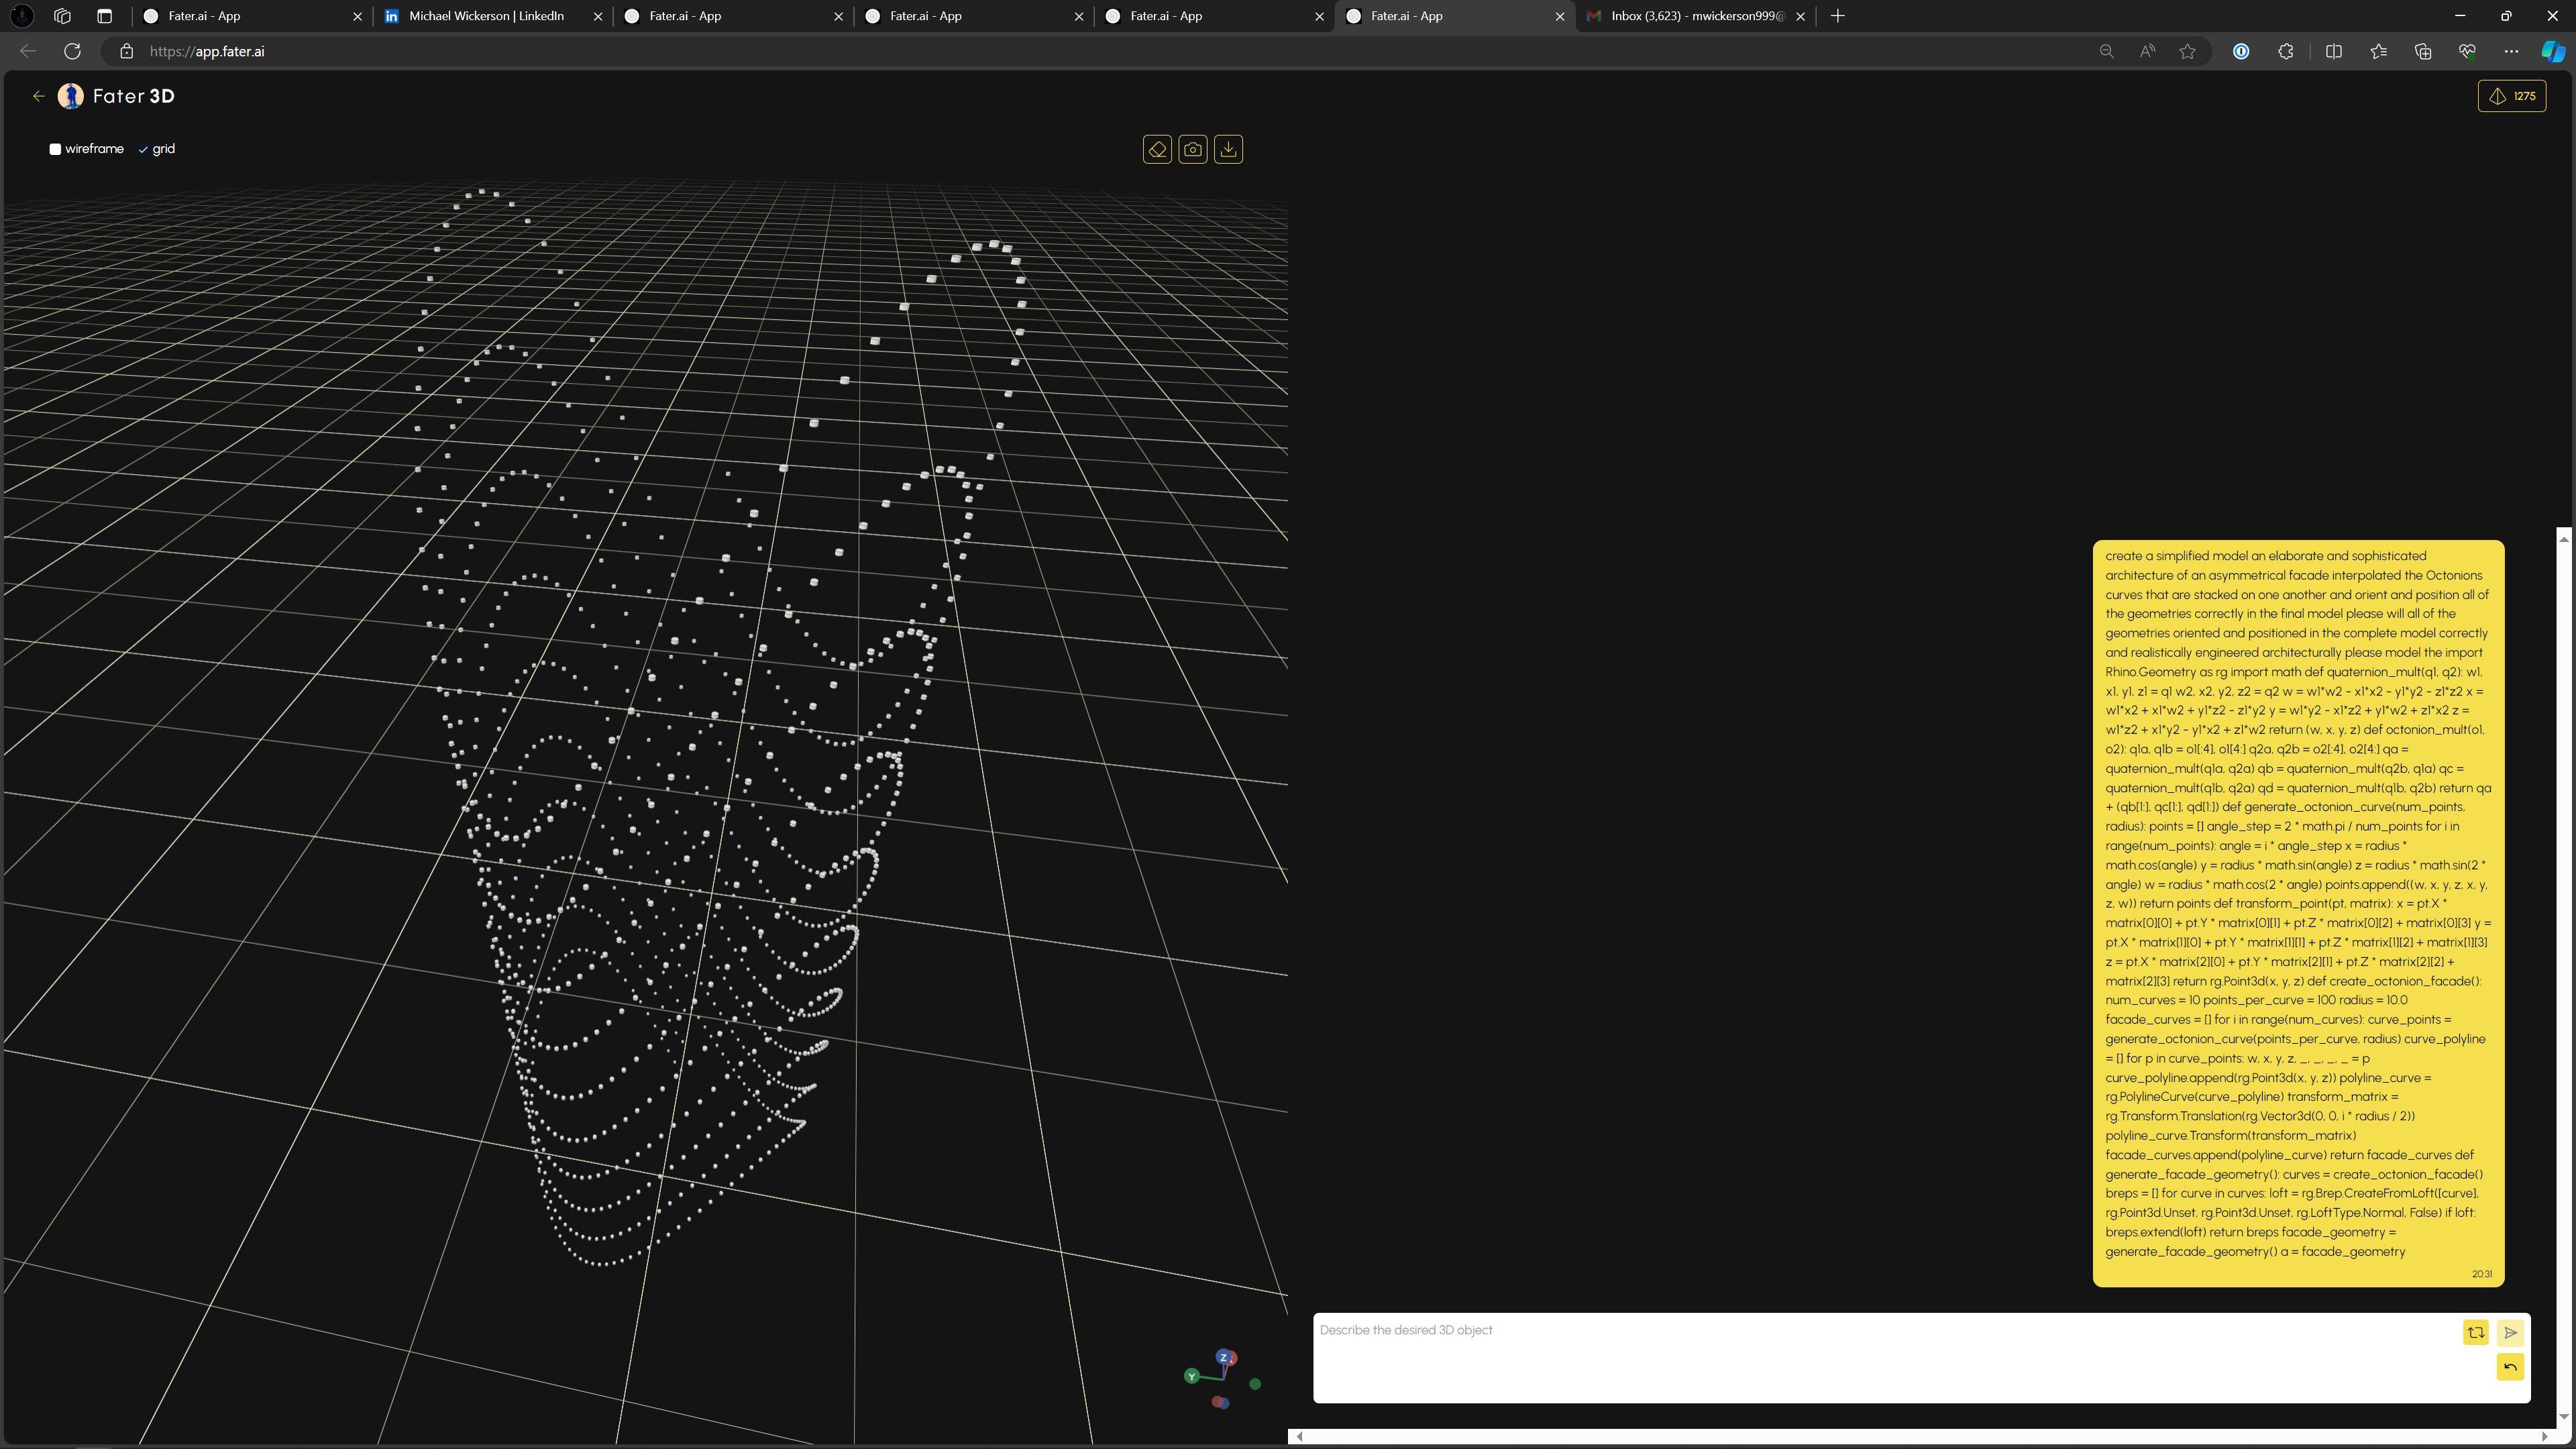 Fater.ai - App
Michael Wickerson | LinkedIn
Fater.ai - App
Fater.ai - App
Fater.ai - App
Fater.ai - App
Inbox (3,623) - mwickerson999@
https://app.fater.ai
Fater 3D
1275
wireframe
grid
create a simplified model an elaborate and sophisticated
architecture of an asymmetrical facade interpolated the Octonions
curves that are stacked on one another and orient and position all of
the geometries correctly in the final model please will all of the
geometries oriented and positioned in the complete model correctly
and realistically engineered architecturally please model the import
Rhino.Geometry as rg import math def quaternion_mult(q1, q2): w1,
x1, y1, z1 = q1 w2, x2, y2, z2 = q2 w = w1*w2 - x1*x2 - y1*y2 - z1*z2 x =
w1*x2 + x1*w2 + y1*z2 - z1*y2 y = w1*y2 - x1*z2 + y1*w2 + z1*x2 z =
w1*z2 + x1*y2 - y1*x2 + z1*w2 return (w, x, y, z) def octonion_mult(o1,
o2): q1a, q1b = o1[:4], o1[4:] q2a, q2b = o2[:4], o2[4:] qa =
quaternion_mult(q1a, q2a) qb = quaternion_mult(q2b, q1a) qc =
quaternion_mult(q1b, q2a) qd = quaternion_mult(q1b, q2b) return qa
+ (qb[1:], qc[1:], qd[1:]) def generate_octonion_curve(num_points,
radius): points = [] angle_step = 2 * math.pi / num_points for i in
range(num_points): angle = i * angle_step x = radius *
math.cos(angle) y = radius * math.sin(angle) z = radius * math.sin(2 *
angle) w = radius * math.cos(2 * angle) points.append((w, x, y, z, x, y,
z, w)) return points def transform_point(pt, matrix): x = pt.X *
matrix[0][0] + pt.Y * matrix[0][1] + pt.Z * matrix[0][2] + matrix[0][3] y =
pt.X * matrix[1][0] + pt.Y * matrix[1][1] + pt.Z * matrix[1][2] + matrix[1][3]
z = pt.X * matrix[2][0] + pt.Y * matrix[2][1] + pt.Z * matrix[2][2] +
matrix[2][3] return rg.Point3d(x, y, z) def create_octonion_facade():
num_curves = 10 points_per_curve = 100 radius = 10.0
facade_curves = [] for i in range(num_curves): curve_points =
generate_octonion_curve(points_per_curve, radius) curve_polyline
= [] for p in curve_points: w, x, y, z, _, _, _, _ = p
curve_polyline.append(rg.Point3d(x, y, z)) polyline_curve =
rg.PolylineCurve(curve_polyline) transform_matrix =
rg.Transform.Translation(rg.Vector3d(0, 0, i * radius / 2))
polyline_curve.Transform(transform_matrix)
facade_curves.append(polyline_curve) return facade_curves def
generate_facade_geometry(): curves = create_octonion_facade()
breps = [] for curve in curves: loft = rg.Brep.CreateFromLoft([curve],
rg.Point3d.Unset, rg.Point3d.Unset, rg.LoftType.Normal, False) if loft:
breps.extend(loft) return breps facade_geometry =
generate_facade_geometry() a = facade_geometry
20:31
Describe the desired 3D object
Z
Y